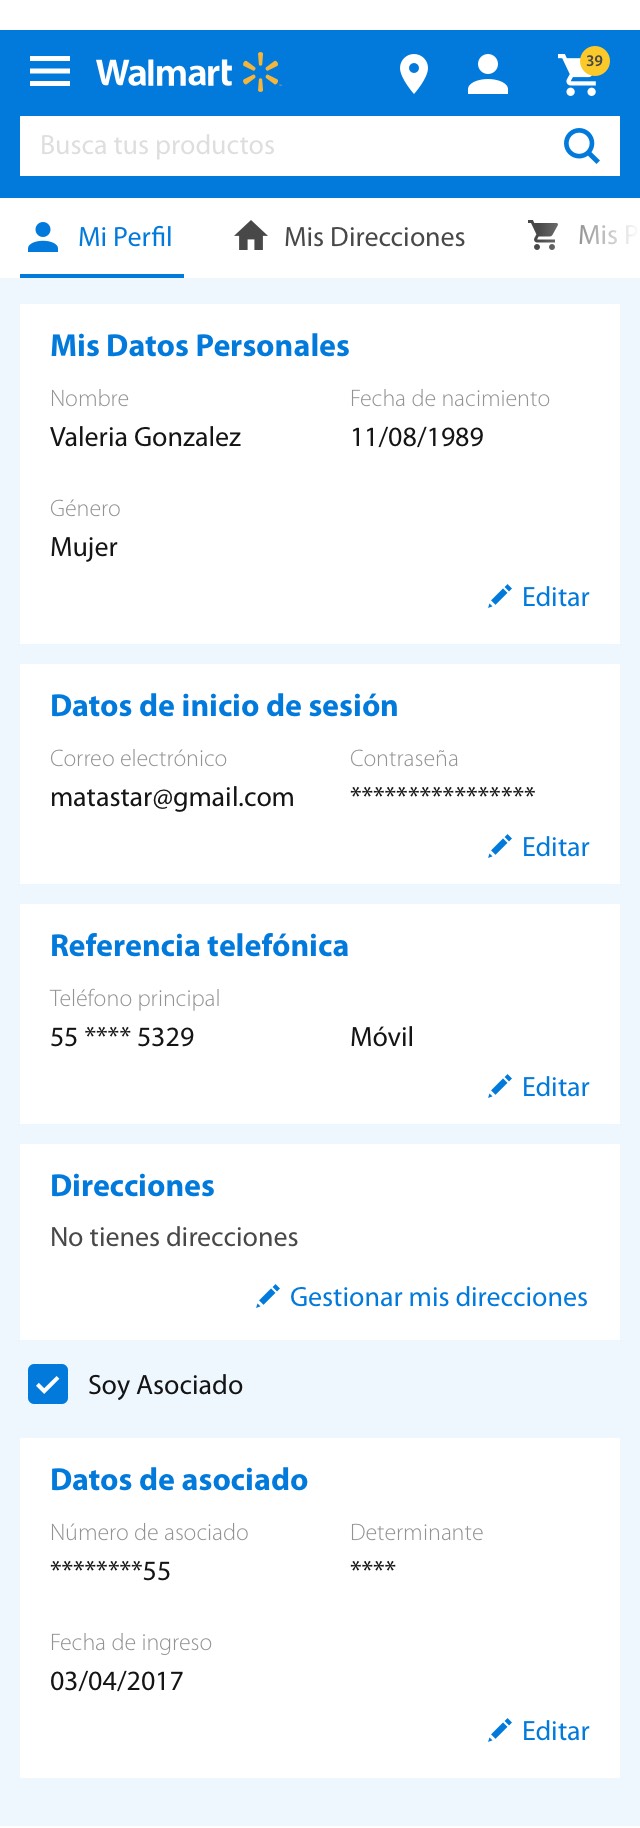 Walmart
39
Busca tus productos
Mi Perfil Mis Direcciones Mis P
Mis Datos Personales
Nombre Fecha de nacimiento
Valeria Gonzalez 11/08/1989
Género
Mujer
Editar
Datos de inicio de sesión
Correo electrónico Contraseña
matastar@gmail.com ****************
Editar
Referencia telefónica
Teléfono principal
55 **** 5329 Móvil
Editar
Direcciones
No tienes direcciones
Gestionar mis direcciones
Soy Asociado
Datos de asociado
Número de asociado Determinante
********55 ****
Fecha de ingreso
03/04/2017
Editar